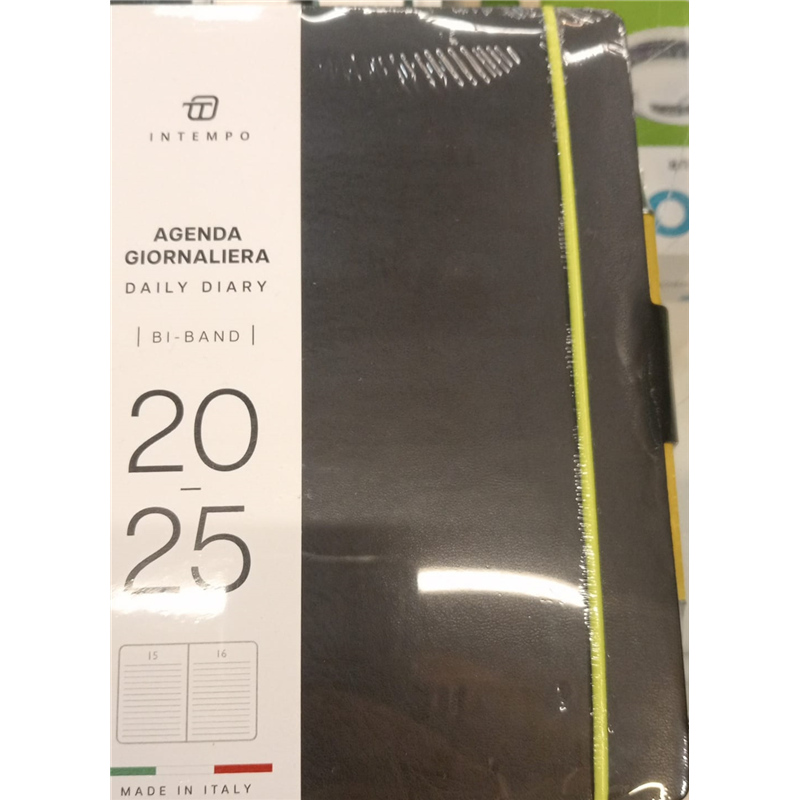 INTEMPO
AGENDA
GIORNALIERA
DAILY DIARY
| BI-BAND |
20
–
25
15 16
MADE IN ITALY